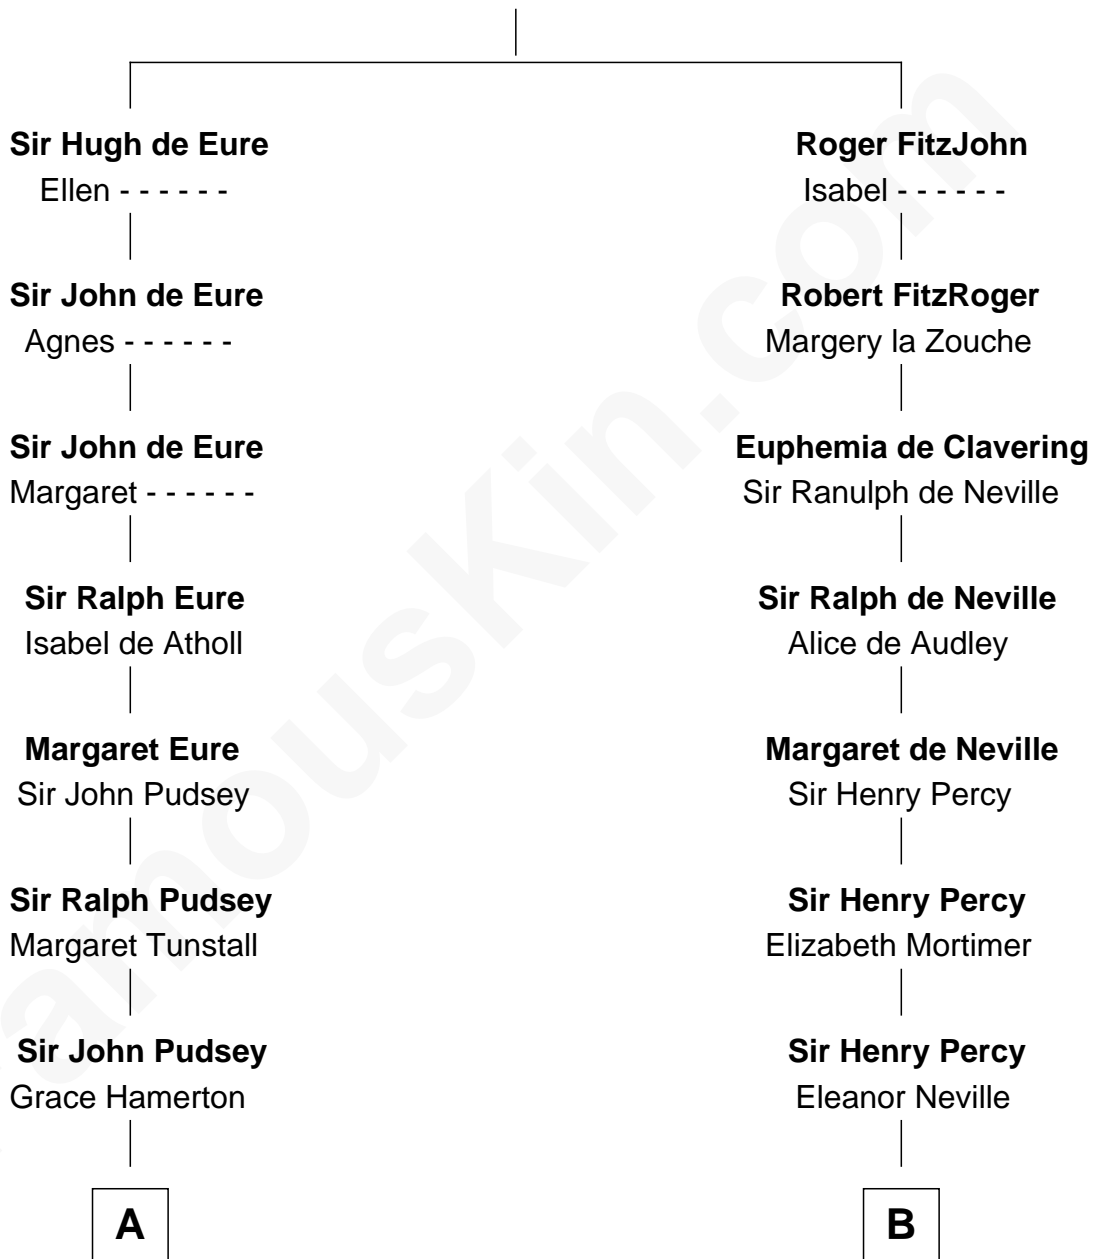 Sir Hugh de Eure
Ellen - - - - - -
Sir John de Eure
Agnes - - - - - -
Sir John de Eure
Margaret - - - - - -
Sir Ralph Eure
Isabel de Atholl
Margaret Eure
Sir John Pudsey
Sir Ralph Pudsey
Margaret Tunstall
Sir John Pudsey
Grace Hamerton
A
Roger FitzJohn
Isabel - - - - - -
Robert FitzRoger
Margery la Zouche
Euphemia de Clavering
Sir Ranulph de Neville
Sir Ralph de Neville
Alice de Audley
Margaret de Neville
Sir Henry Percy
Sir Henry Percy
Elizabeth Mortimer
Sir Henry Percy
Eleanor Neville
B
amousKin.com